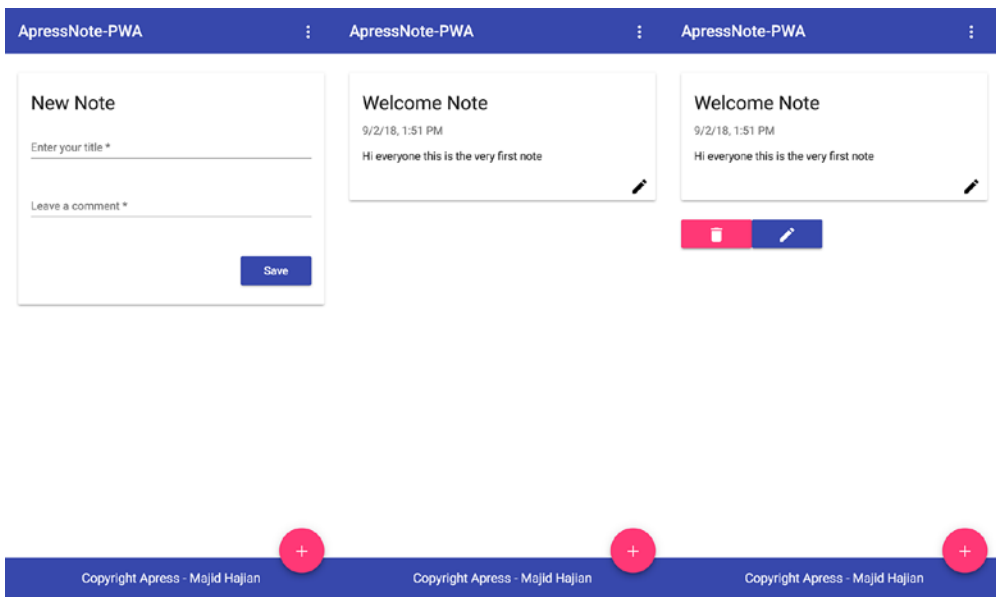 ApressNote-PWA
New Note
Enter your title *
Leave a comment *
Save
+
Copyright Apress - Majid Hajian
ApressNote-PWA
Welcome Note
9/2/18, 1:51 PM
Hi everyone this is the very first note
+
Copyright Apress - Majid Hajian
ApressNote-PWA
Welcome Note
9/2/18, 1:51 PM
Hi everyone this is the very first note
+
Copyright Apress - Majid Hajian